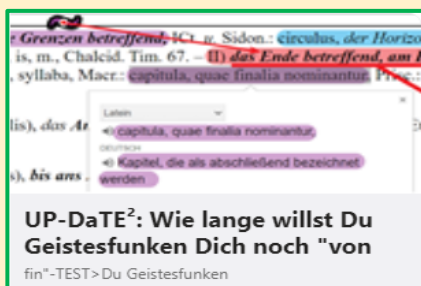 e Grenzen betreffend, ICt. u. Sidon.: circulus, der Horizo
is, m., Chalcid. Tim. 67. – II) das Ende betreffend, am
, syllaba, Macr.: capitula, quae finalia nominantur,
lis), das
Latein
capitula, quae finalia nominantur,
DEUTSCH
Kapitel, die als abschließend bezeichnet
werden
s), bis ans
UP-DaTE²: Wie lange willst Du
Geistesfunken Dich noch "von
fin"-TEST>Du Geistesfunken